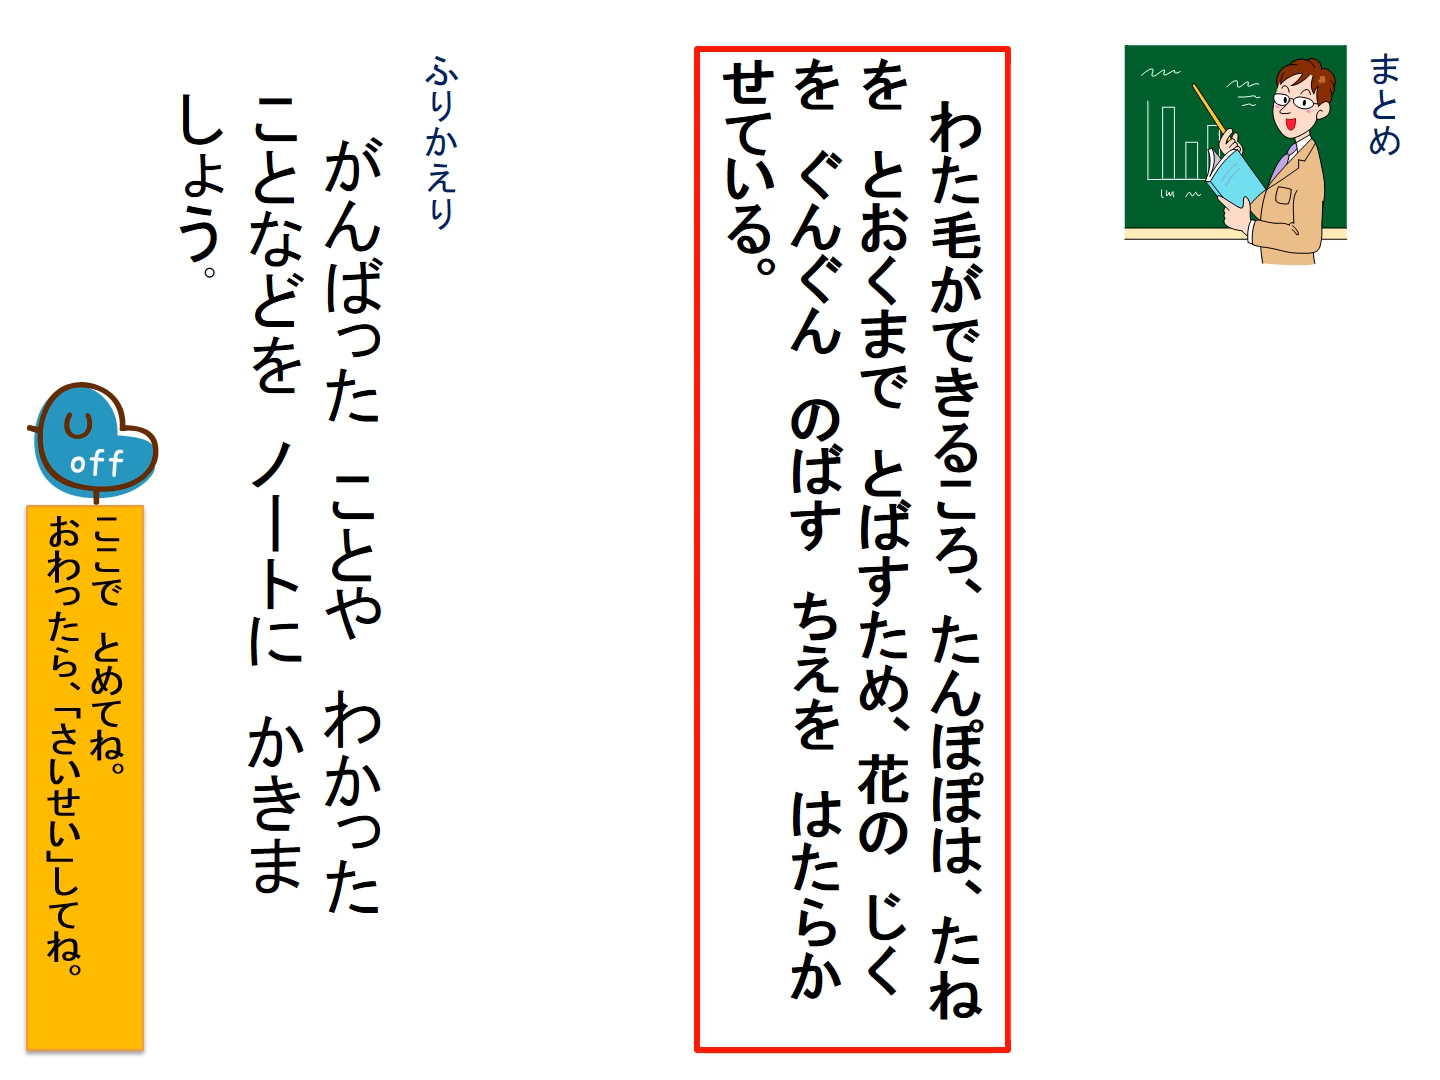 まとめ
わた毛ができるころ、たんぽぽは、たね
を　とおくまで　とばすため、花の　じく
を　ぐんぐん　のばす　ちえを　はたらか
せている。
ふりかえり
がんばった　ことや　わかった
ことなどを　ノートに　かきま
しょう。
off
ここで　とめてね。
おわったら、「さいせい」してね。